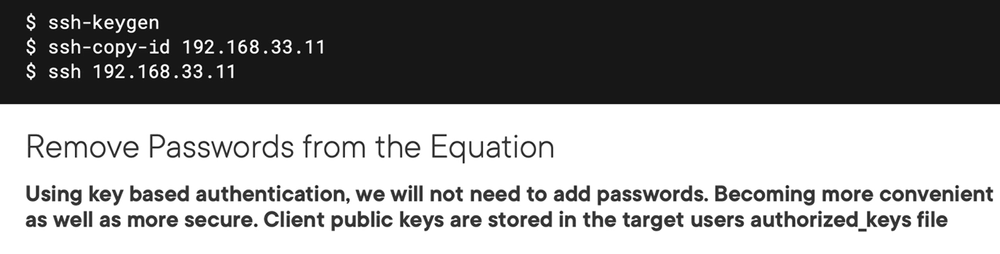 $ ssh-keygen
$ ssh-copy-id 192.168.33.11
$ ssh 192.168.33.11
Remove Passwords from the Equation
Using key based authentication, we will not need to add passwords. Becoming more convenient
as well as more secure. Client public keys are stored in the target users authorized_keys file